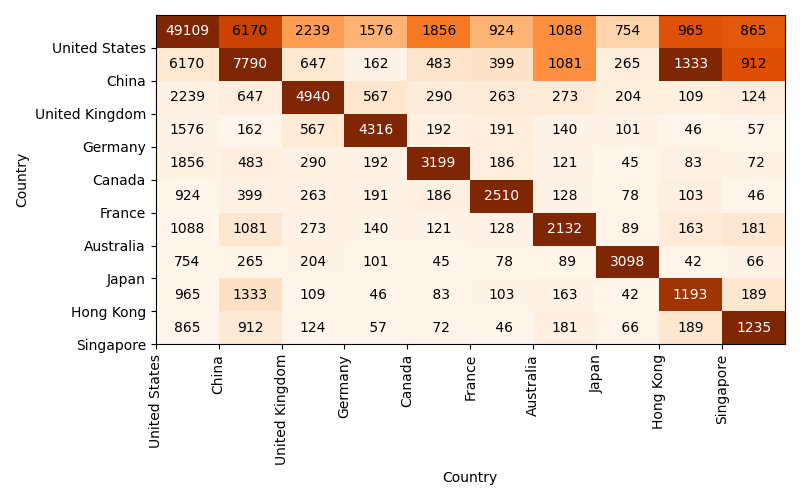 49109 6170 2239 1576 1856 924 1088 754 965 865
United States
6170 7790 647 162 483 399 1081 265 1333 912
China
2239 647 4940 567 290 263 273 204 109 124
United Kingdom
1576 162 567 4316 192 191 140 101 46 57
Germany
1856 483 290 192 3199 186 121 45 83 72
Canada
924 399 263 191 186 2510 128 78 103 46
France
1088 1081 273 140 121 128 2132 89 163 181
Australia
754 265 204 101 45 78 89 3098 42 66
Japan
965 1333 109 46 83 103 163 42 1193 189
Hong Kong
865 912 124 57 72 46 181 66 189 1235
Singapore
Country
United States
China
United Kingdom
Germany
Canada
France
Australia
Japan
Hong Kong
Singapore
Country